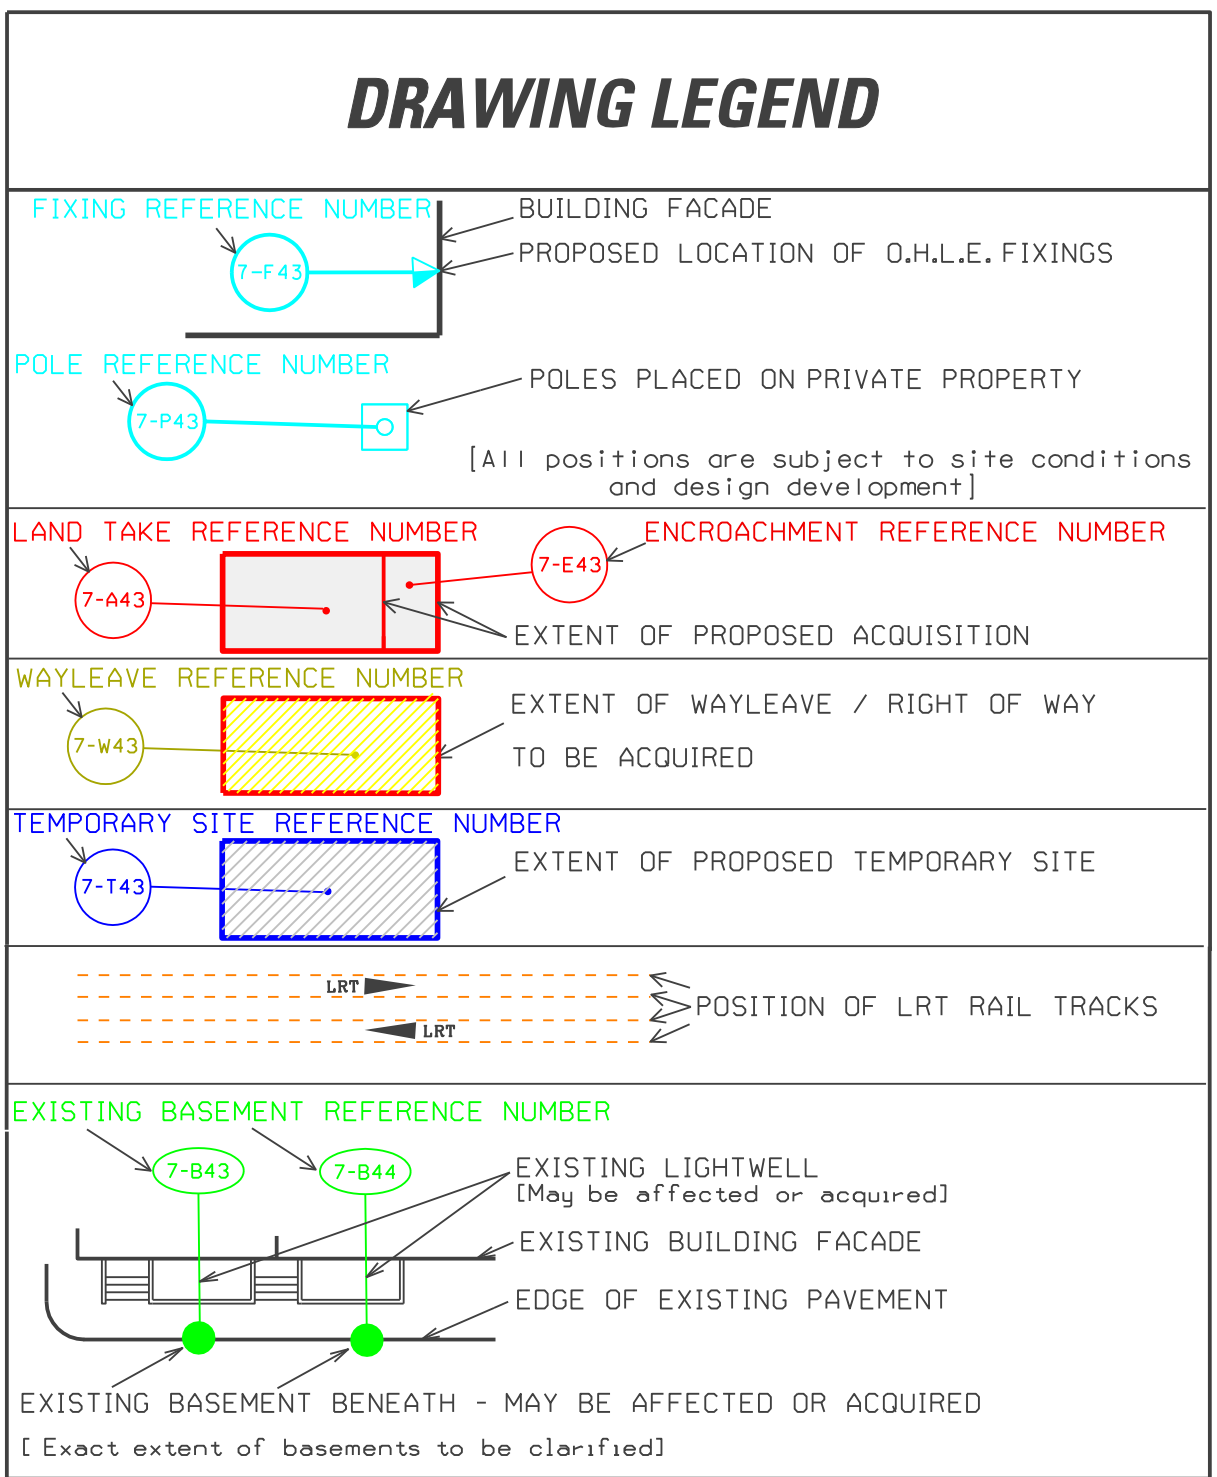 DRAWING LEGEND
FIXING REFERENCE NUMBER
BUILDING FACADE
7-F43
PROPOSED LOCATION OF O.H.L.E. FIXINGS
POLE REFERENCE NUMBER
POLES PLACED ON PRIVATE PROPERTY
7-P43
[All positions are subject to site conditions
and design development]
LAND TAKE REFERENCE NUMBER
ENCROACHMENT REFERENCE NUMBER
7-E43
7-A43
EXTENT OF PROPOSED ACQUISITION
WAYLEAVE REFERENCE NUMBER
EXTENT OF WAYLEAVE / RIGHT OF WAY
7-W43
TO BE ACQUIRED
TEMPORARY SITE REFERENCE NUMBER
EXTENT OF PROPOSED TEMPORARY SITE
7-T43
LRT
POSITION OF LRT RAIL TRACKS
LRT
EXISTING BASEMENT REFERENCE NUMBER
7-B43
7-B44
EXISTING LIGHTWELL
[May be affected or acquired]
EXISTING BUILDING FACADE
EDGE OF EXISTING PAVEMENT
EXISTING BASEMENT BENEATH - MAY BE AFFECTED OR ACQUIRED
[ Exact extent of basements to be clarified]